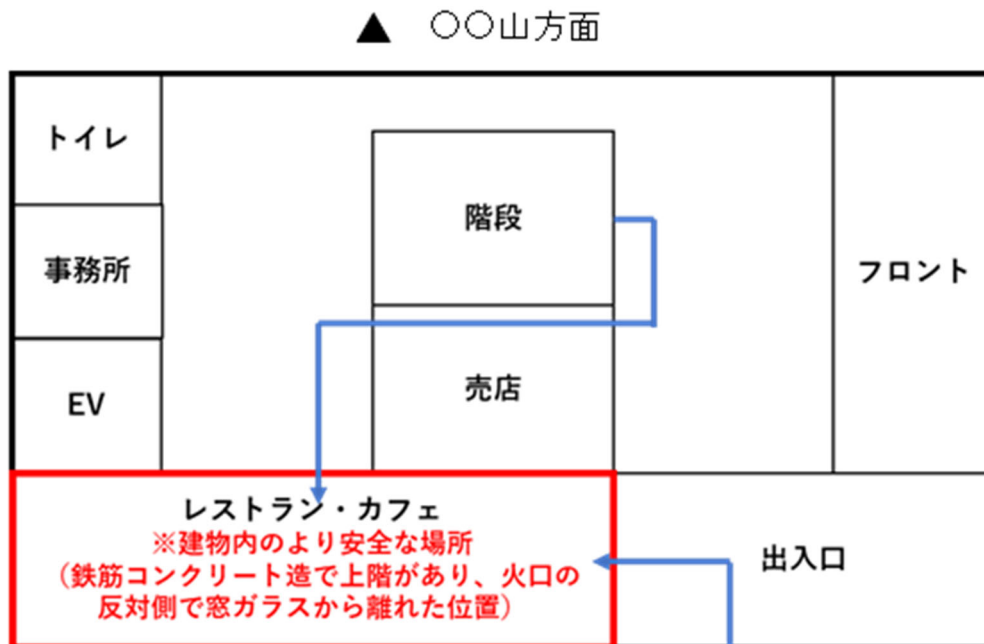 ▲ ○○山方面
トイレ
階段
事務所
フロント
売店
EV
レストラン・カフェ
※建物内のより安全な場所
（鉄筋コンクリート造で上階があり、火口の
反対側で窓ガラスから離れた位置）
出入口